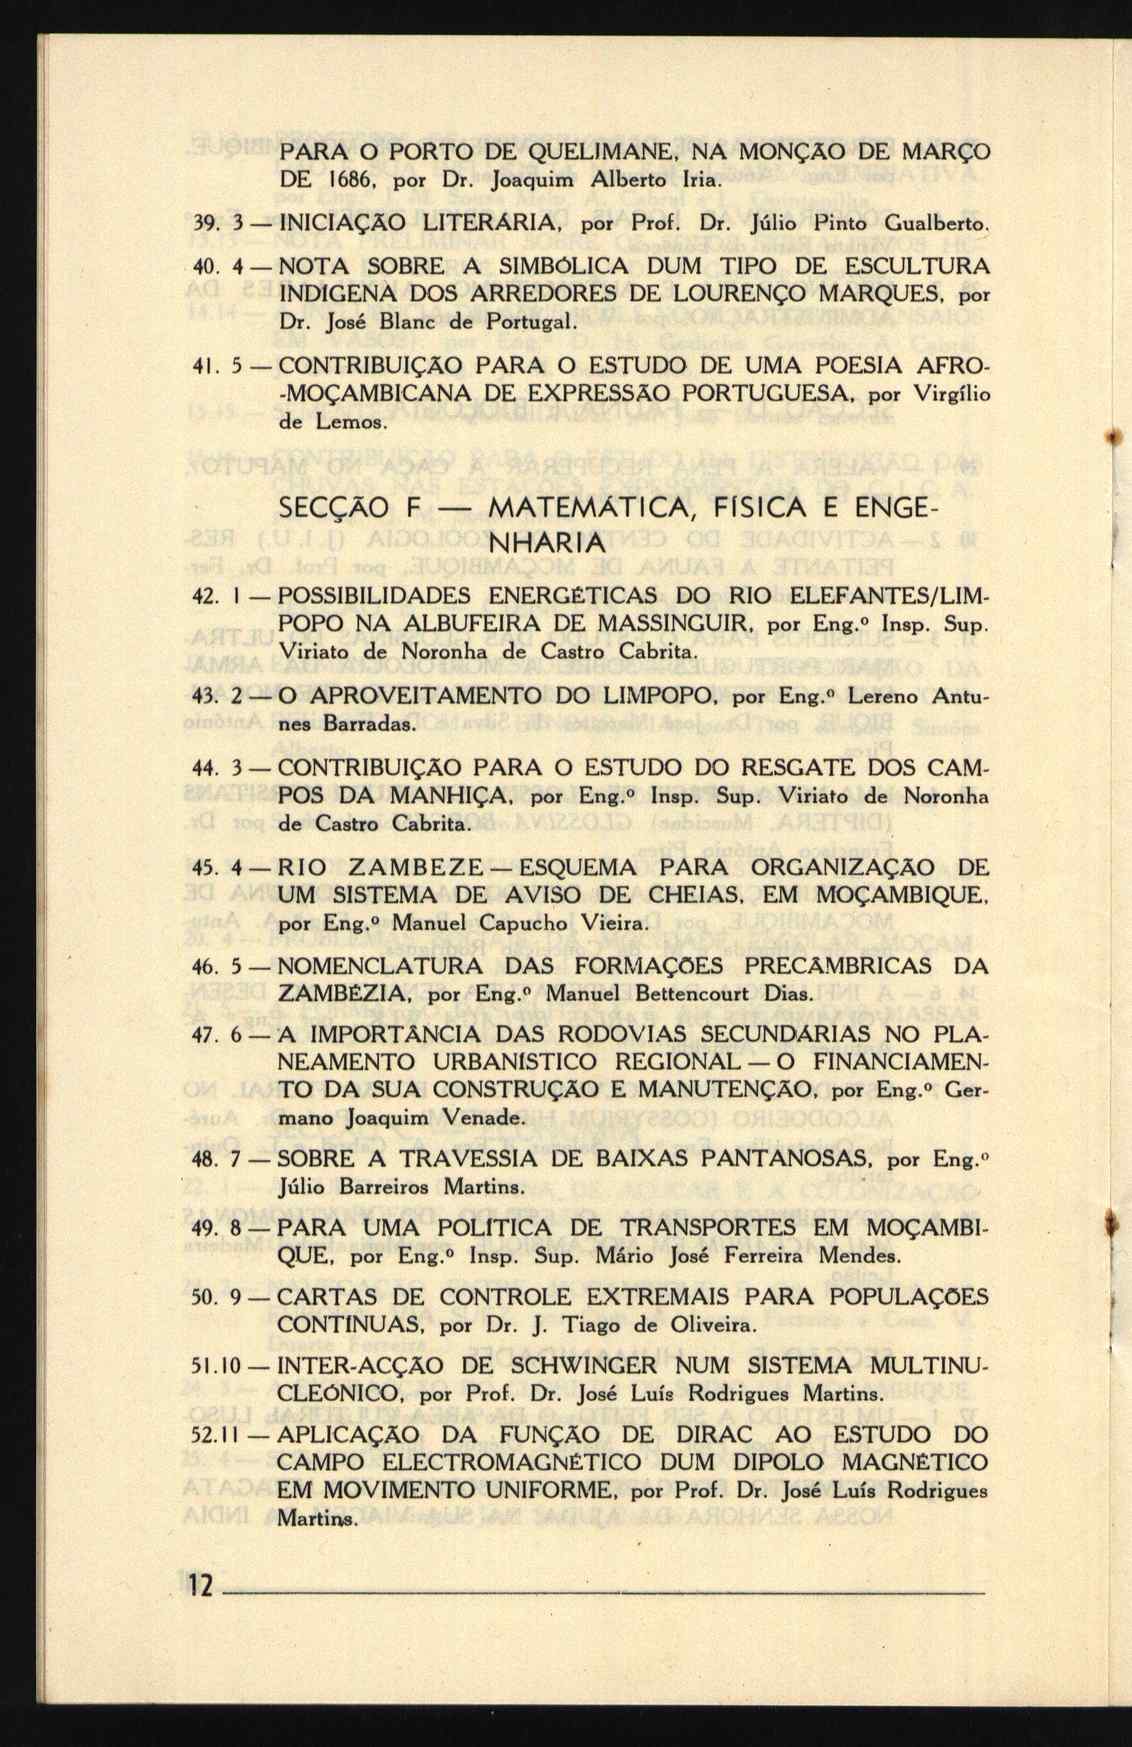 PARA O PORTO DE QUELIMANE, NA MONÇÃO DE MARÇO
DE 1686, por Dr. Joaquim Alberto Iria.
39. 3 — INICIAÇÃO LITERÁRIA, por Prof. Dr. Júlio Pinto Gualberto.
40. 4 — NOTA SOBRE A SIMBÓLICA DUM TIPO DE ESCULTURA
INDÍGENA DOS ARREDORES DE LOURENÇO MARQUES, por
Dr. José Blanc de Portugal.
41. 5 — CONTRIBUIÇÃO PARA O ESTUDO DE UMA POESIA AFRO-
-MOÇAMBICANA DE EXPRESSÃO PORTUGUESA, por Virgílio
de Lemos.
SECÇÃO F — MATEMÁTICA, FÍSICA E ENGE-
NHARIA
42. 1 — POSSIBILIDADES ENERGÉTICAS DO RIO ELEFANTES/LIM-
POPO NA ALBUFEIRA DE MASSINGUIR, por Eng.º Insp. Sup.
Viriato de Noronha de Castro Cabrita.
43. 2 — O APROVEITAMENTO DO LIMPOPO, por Eng.º Lereno Antu-
nes Barradas.
44. 3 — CONTRIBUIÇÃO PARA O ESTUDO DO RESGATE DOS CAM-
POS DA MANHIÇA, por Eng.º Insp. Sup. Viriato de Noronha
de Castro Cabrita.
45. 4 — RIO ZAMBEZE — ESQUEMA PARA ORGANIZAÇÃO DE
UM SISTEMA DE AVISO DE CHEIAS, EM MOÇAMBIQUE,
por Eng.º Manuel Capucho Vieira.
46. 5 — NOMENCLATURA DAS FORMAÇÕES PRECÂMBRICAS DA
ZAMBÉZIA, por Eng.º Manuel Bettencourt Dias.
47. 6 — A IMPORTÂNCIA DAS RODOVIAS SECUNDÁRIAS NO PLA-
NEAMENTO URBANÍSTICO REGIONAL — O FINANCIAMEN-
TO DA SUA CONSTRUÇÃO E MANUTENÇÃO, por Eng.º Ger-
mano Joaquim Venade.
48. 7 — SOBRE A TRAVESSIA DE BAIXAS PANTANOSAS, por Eng.º
Júlio Barreiros Martins.
49. 8 — PARA UMA POLÍTICA DE TRANSPORTES EM MOÇAMBI-
QUE, por Eng.º Insp. Sup. Mário José Ferreira Mendes.
50. 9 — CARTAS DE CONTROLE EXTREMAIS PARA POPULAÇÕES
CONTÍNUAS, por Dr. J. Tiago de Oliveira.
51.10 — INTER-ACÇÃO DE SCHWINGER NUM SISTEMA MULTINU-
CLEÓNICO, por Prof. Dr. José Luís Rodrigues Martins.
52.11 — APLICAÇÃO DA FUNÇÃO DE DIRAC AO ESTUDO DO
CAMPO ELECTROMAGNÉTICO DUM DIPOLO MAGNÉTICO
EM MOVIMENTO UNIFORME, por Prof. Dr. José Luís Rodrigues
Martins.
12